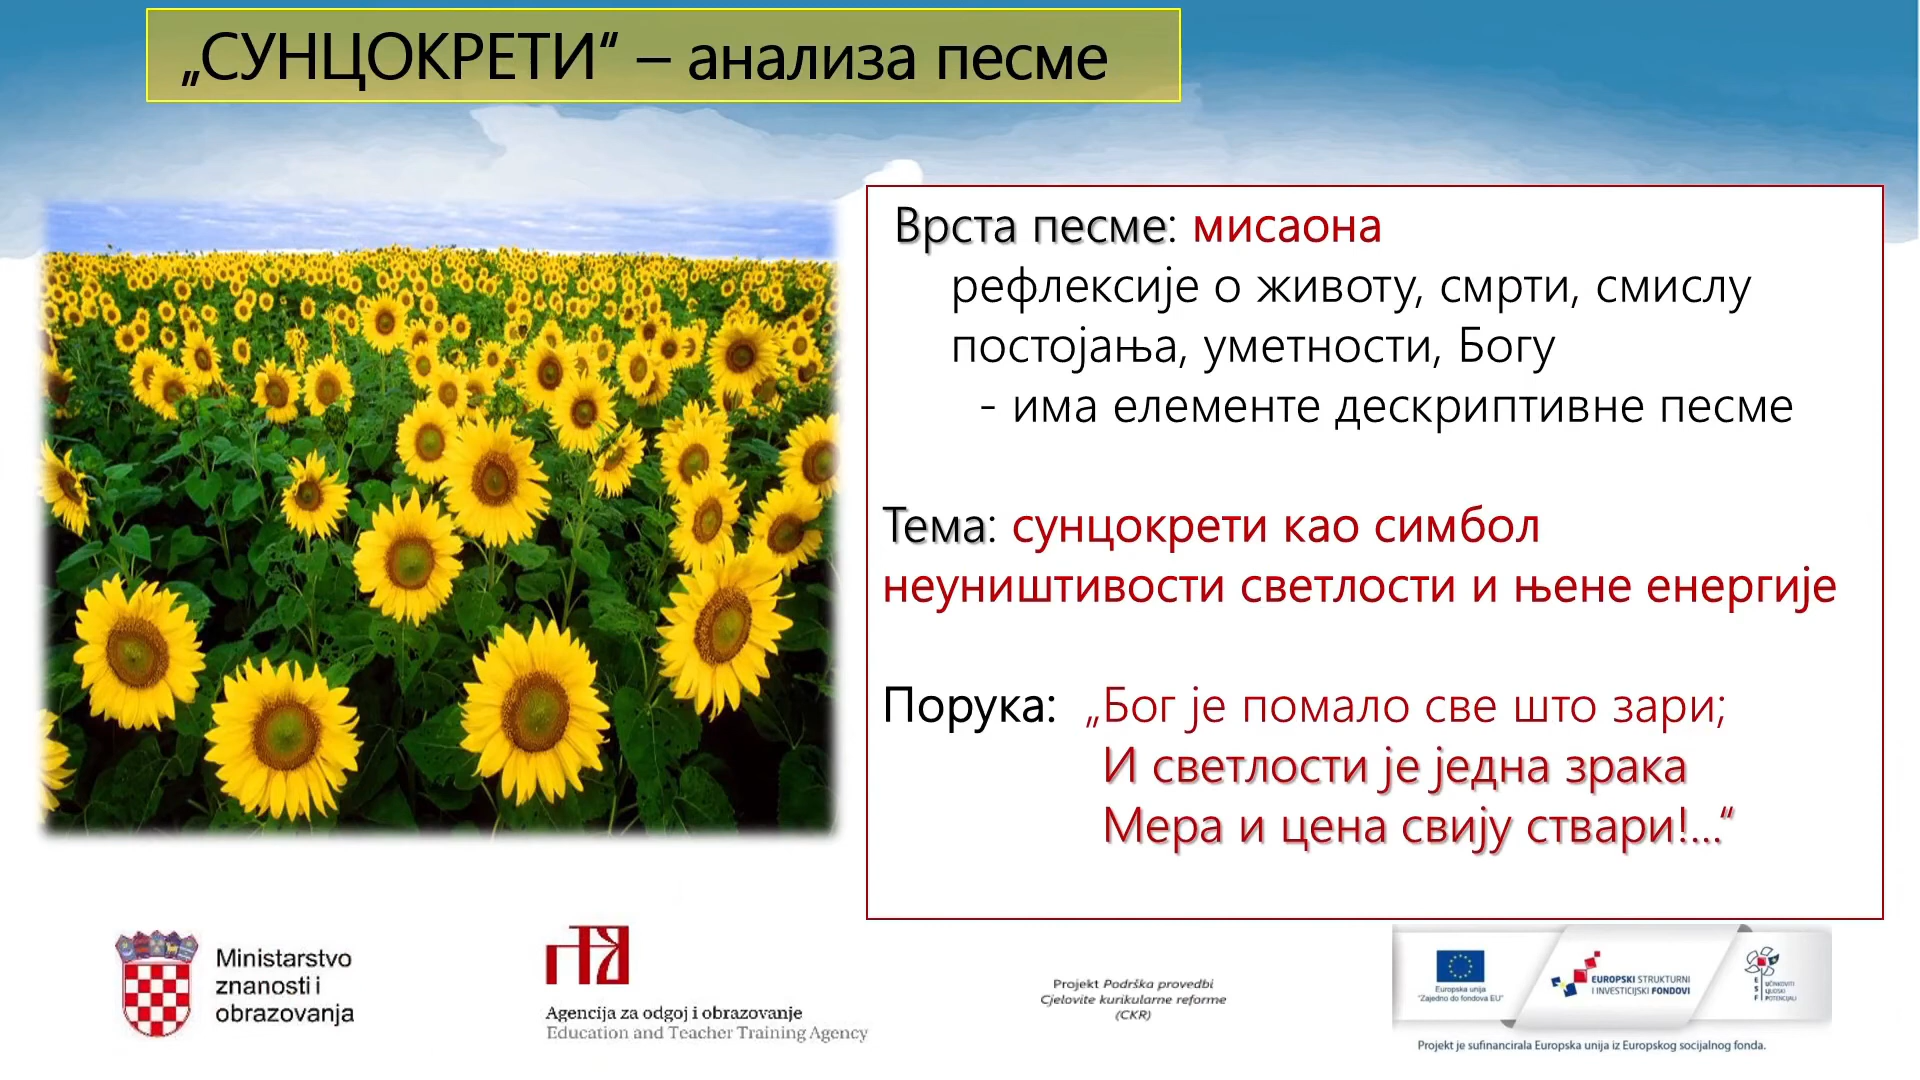 „СУНЦОКРЕТИ“ – анализа песме
Врста песме: мисаона
рефлексије о животу, смрти, смислу
постојања, уметности, Богу
- има елементе дескриптивне песме
Тема: сунцокрети као симбол
неуништивости светлости и њене енергије
Порука: „Бог је помало све што зари;
И светлости је једна зрака
Мера и цена свију ствари!...“
Ministarstvo
znanosti i
obrazovanja
Agencija za odgoj i obrazovanje
Education and Teacher Training Agency
Projekt Podrška provedbi
Cjelovite kurikularne reforme
(CKR)
Europska unija
"Zajedno do fondova EU"
EUROPSKI STRUKTURNI
I INVESTICIJSKI FONDOVI
ESF
UČINKOVITI
LJUDSKI
POTENCIJALI
Projekt je sufinancirala Europska unija iz Europskog socijalnog fonda.